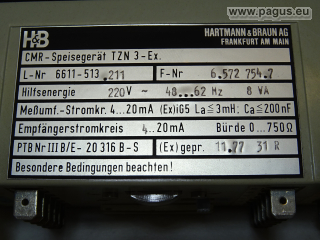 © www.pagus.eu
H&B
HARTMANN & BRAUN AG
FRANKFURT AM MAIN
CMR-Speisegerät TZN 3-Ex.
L-Nr 6611-513.211 F-Nr 6.572 754.7
Hilfsenergie 220V ~ 48...62 Hz 8 VA
Meßumf.-Stromkr. 4..20mA (Ex)iG5 La≤3mH; Ca≤200nF
Empfängerstromkreis 4..20mA Bürde 0...750Ω
PTB Nr III B/E- 20 316 B-S (Ex)gepr. 11.77 31 R
Besondere Bedingungen beachten!